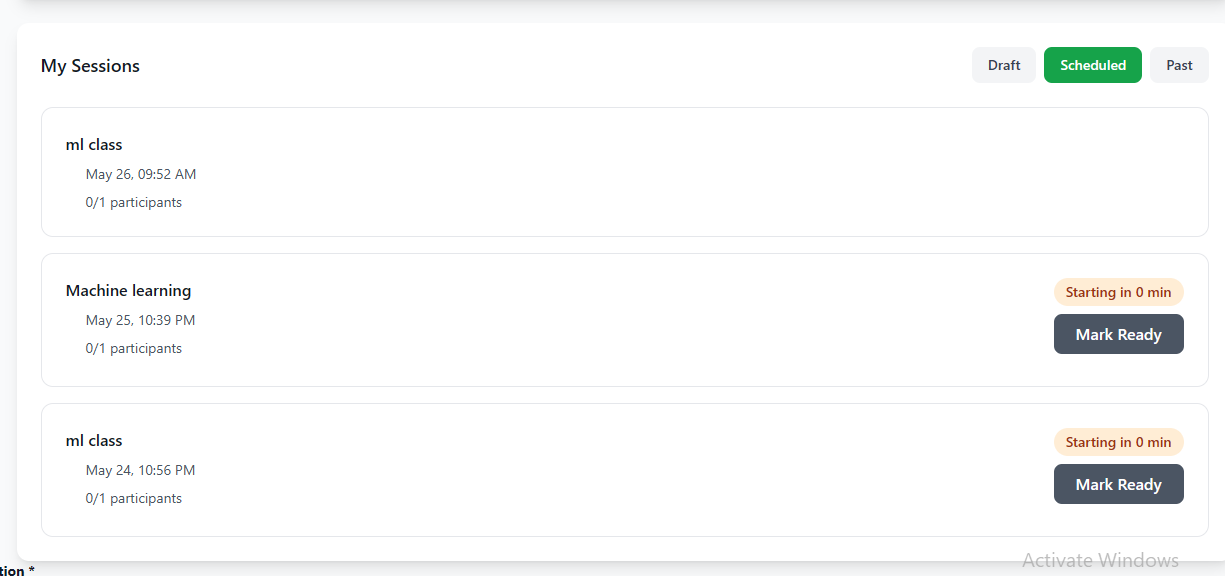 My Sessions
Draft
Scheduled
Past
ml class
May 26, 09:52 AM
0/1 participants
Machine learning
May 25, 10:39 PM
0/1 participants
Starting in 0 min
Mark Ready
ml class
May 24, 10:56 PM
0/1 participants
Starting in 0 min
Mark Ready
Activate Windows
tion *